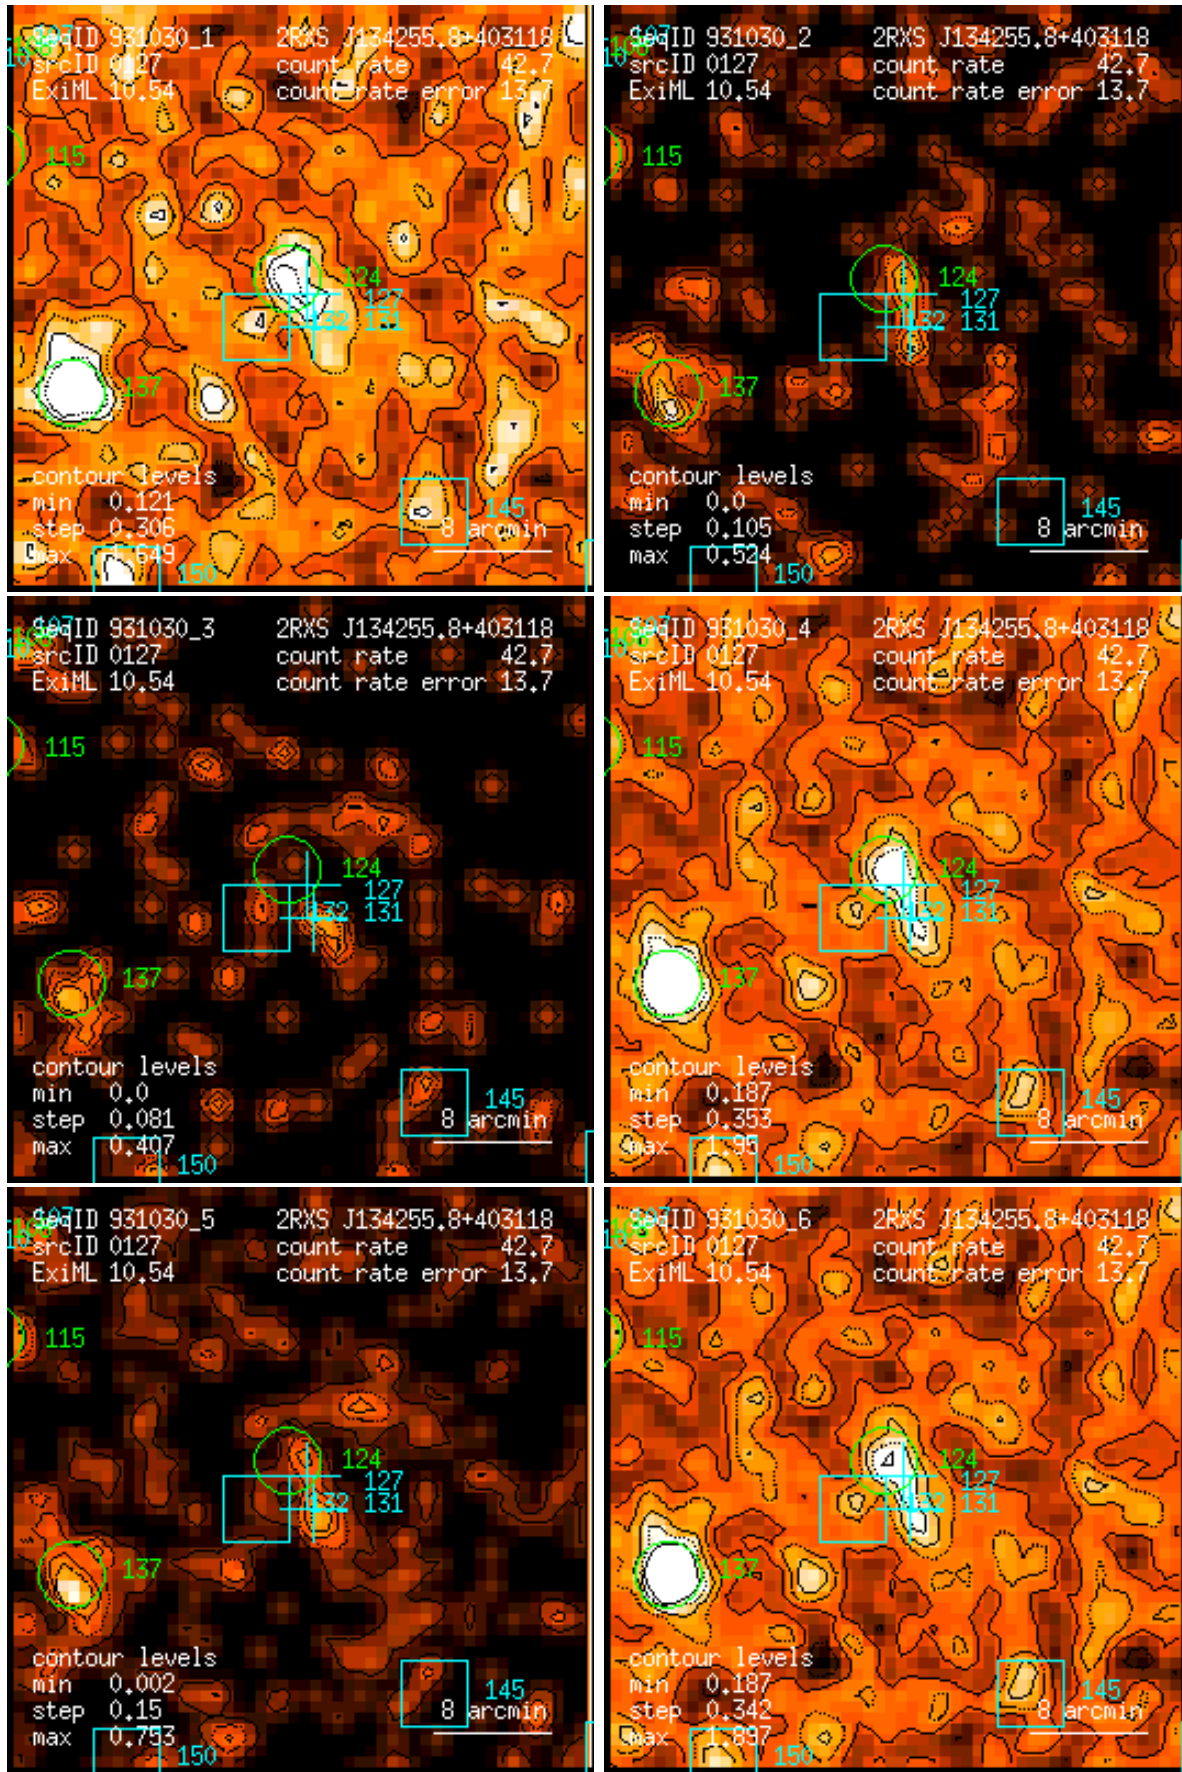 SeqID 931030_1 2RXS J134255.8+403118
srcID 0127 count rate 42.7
ExiML 10.54 count rate error 13.7
115
124
127
132 131
137
contour levels
min 0.121
step 0.306
max 1.649
145
8 arcmin
150
SeqID 931030_2 2RXS J134255.8+403118
srcID 0127 count rate 42.7
ExiML 10.54 count rate error 13.7
115
124
127
132 131
137
contour levels
min 0.0
step 0.105
max 0.524
145
8 arcmin
150
SeqID 931030_3 2RXS J134255.8+403118
srcID 0127 count rate 42.7
ExiML 10.54 count rate error 13.7
115
124
127
132 131
137
contour levels
min 0.0
step 0.081
max 0.407
145
8 arcmin
150
SeqID 931030_4 2RXS J134255.8+403118
srcID 0127 count rate 42.7
ExiML 10.54 count rate error 13.7
115
124
127
132 131
137
contour levels
min 0.187
step 0.353
max 1.95
145
8 arcmin
150
SeqID 931030_5 2RXS J134255.8+403118
srcID 0127 count rate 42.7
ExiML 10.54 count rate error 13.7
115
124
127
132 131
137
contour levels
min 0.002
step 0.15
max 0.753
145
8 arcmin
150
SeqID 931030_6 2RXS J134255.8+403118
srcID 0127 count rate 42.7
ExiML 10.54 count rate error 13.7
115
124
127
132 131
137
contour levels
min 0.187
step 0.342
max 1.897
145
8 arcmin
150